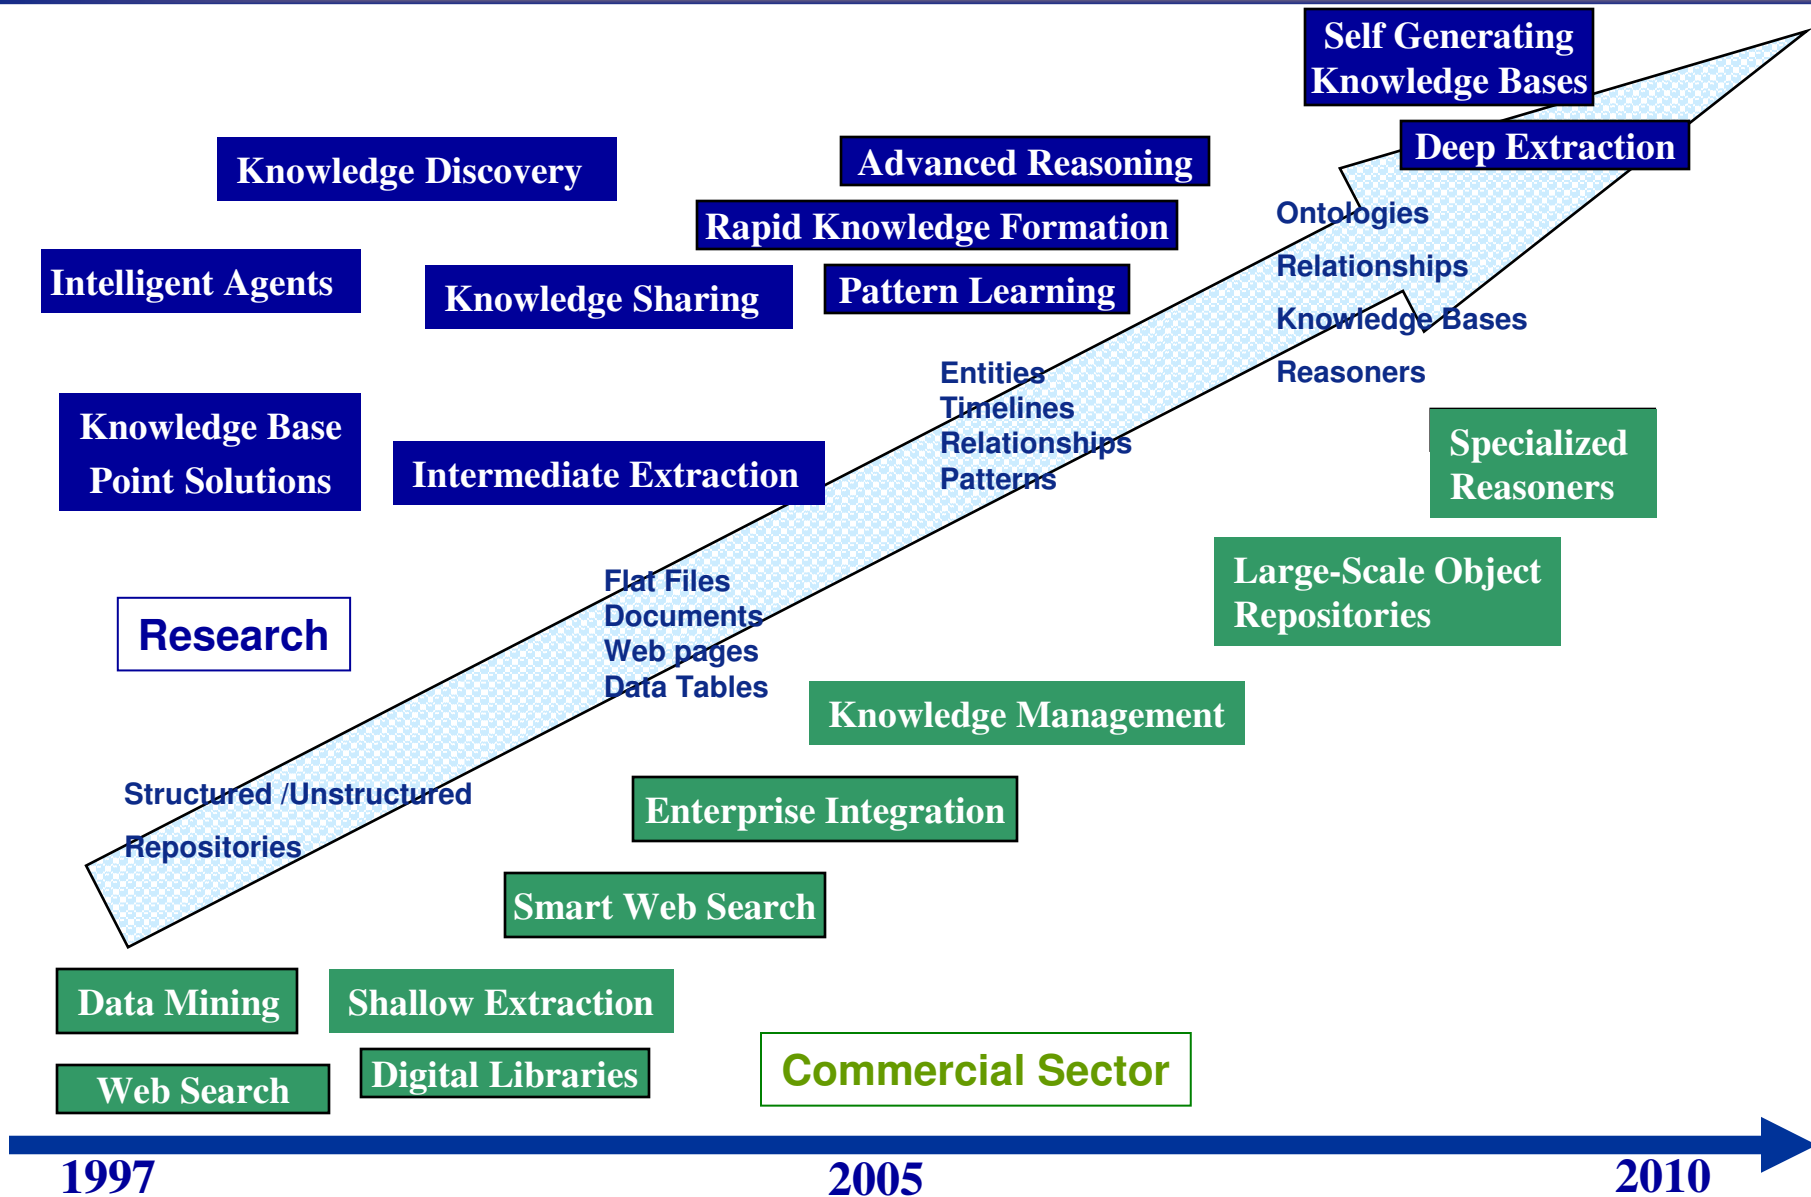 Self Generating
Knowledge Bases
Deep Extraction
Knowledge Discovery
Advanced Reasoning
Rapid Knowledge Formation
Intelligent Agents
Knowledge Sharing
Pattern Learning
Ontologies
Relationships
Knowledge Bases
Reasoners
Entities
Timelines
Relationships
Patterns
Knowledge Base
Point Solutions
Intermediate Extraction
Specialized
Reasoners
Large-Scale Object
Repositories
Research
Flat Files
Documents
Web pages
Data Tables
Knowledge Management
Structured /Unstructured
Repositories
Enterprise Integration
Smart Web Search
Data Mining
Shallow Extraction
Web Search
Digital Libraries
Commercial Sector
1997
2005
2010